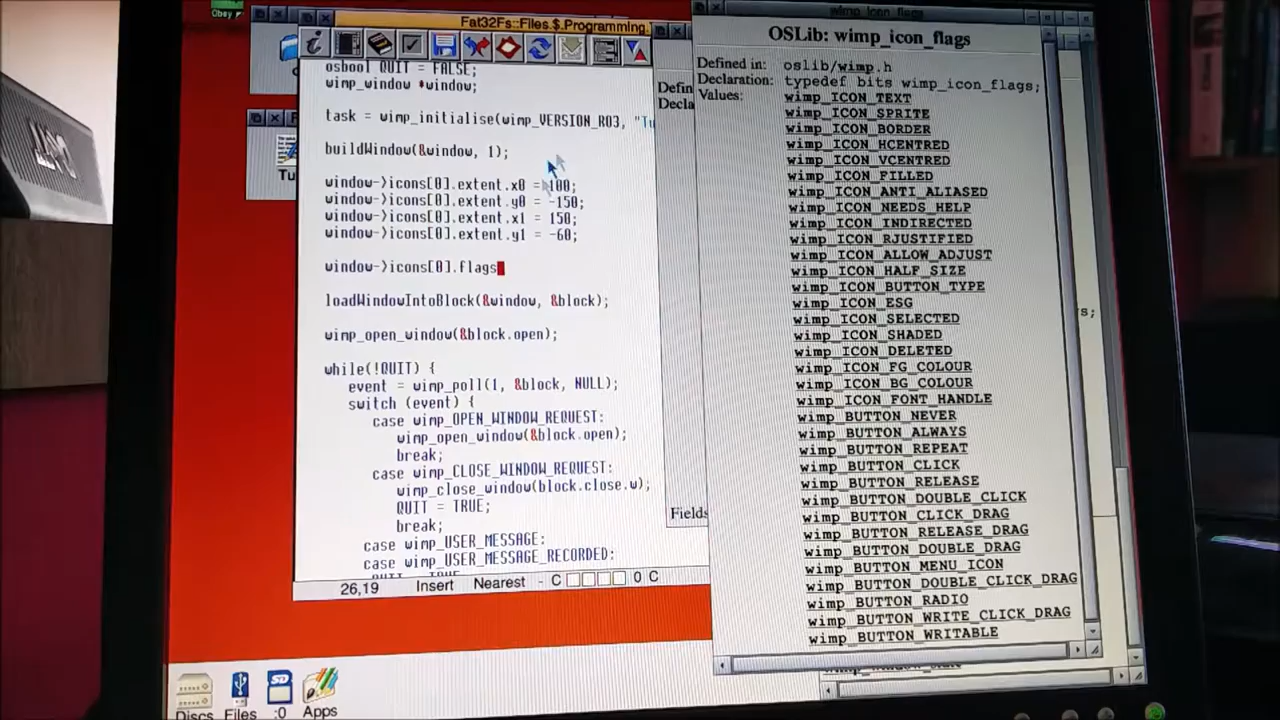 Obey
Fat32Fs::Files.$.Programming.
osbool QUIT = FALSE;
wimp_window *window;
task = wimp_initialise(wimp_VERSION_RO3, "Tu
buildWindow(&window, 1);
window->icons[0].extent.x0 = 100;
window->icons[0].extent.y0 = -150;
window->icons[0].extent.x1 = 150;
window->icons[0].extent.y1 = -60;
window->icons[0].flags
loadWindowIntoBlock(&window, &block);
wimp_open_window(&block.open);
while(!QUIT) {
event = wimp_poll(1, &block, NULL);
switch (event) {
case wimp_OPEN_WINDOW_REQUEST:
wimp_open_window(&block.open);
break;
case wimp_CLOSE_WINDOW_REQUEST:
wimp_close_window(block.close.w);
QUIT = TRUE;
break;
case wimp_USER_MESSAGE:
case wimp_USER_MESSAGE_RECORDED:
26,19 Insert Nearest - C 0 C
Tu
Defin
Decla
Fields
wimp_icon_flags
OSLib: wimp_icon_flags
Defined in: oslib/wimp.h
Declaration: typedef bits wimp_icon_flags;
Values: wimp_ICON_TEXT
wimp_ICON_SPRITE
wimp_ICON_BORDER
wimp_ICON_HCENTRED
wimp_ICON_VCENTRED
wimp_ICON_FILLED
wimp_ICON_ANTI_ALIASED
wimp_ICON_NEEDS_HELP
wimp_ICON_INDIRECTED
wimp_ICON_RJUSTIFIED
wimp_ICON_ALLOW_ADJUST
wimp_ICON_HALF_SIZE
wimp_ICON_BUTTON_TYPE
wimp_ICON_ESG
wimp_ICON_SELECTED
wimp_ICON_SHADED
wimp_ICON_DELETED
wimp_ICON_FG_COLOUR
wimp_ICON_BG_COLOUR
wimp_ICON_FONT_HANDLE
wimp_BUTTON_NEVER
wimp_BUTTON_ALWAYS
wimp_BUTTON_REPEAT
wimp_BUTTON_CLICK
wimp_BUTTON_RELEASE
wimp_BUTTON_DOUBLE_CLICK
wimp_BUTTON_CLICK_DRAG
wimp_BUTTON_RELEASE_DRAG
wimp_BUTTON_DOUBLE_DRAG
wimp_BUTTON_MENU_ICON
wimp_BUTTON_DOUBLE_CLICK_DRAG
wimp_BUTTON_RADIO
wimp_BUTTON_WRITE_CLICK_DRAG
wimp_BUTTON_WRITABLE
s;
Discs Files :0 Apps